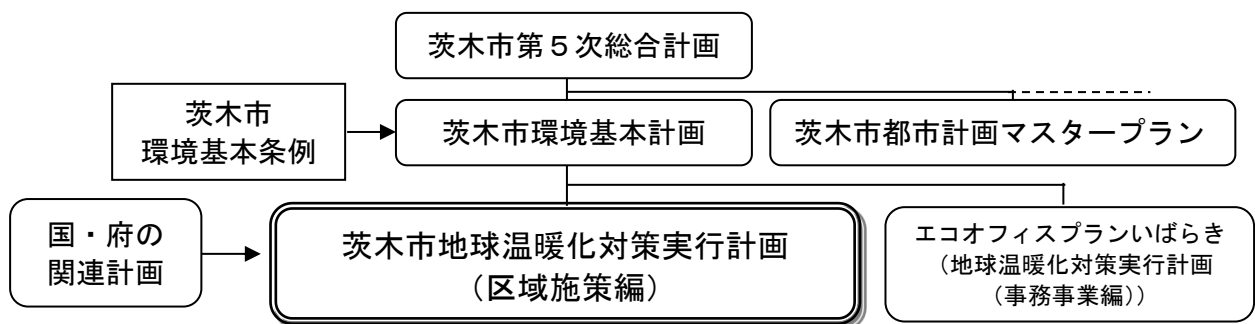 茨木市第５次総合計画
茨木市
環境基本条例
茨木市環境基本計画
茨木市都市計画マスタープラン
国・府の
関連計画
茨木市地球温暖化対策実行計画
（区域施策編）
エコオフィスプランいばらき
（地球温暖化対策実行計画
（事務事業編））